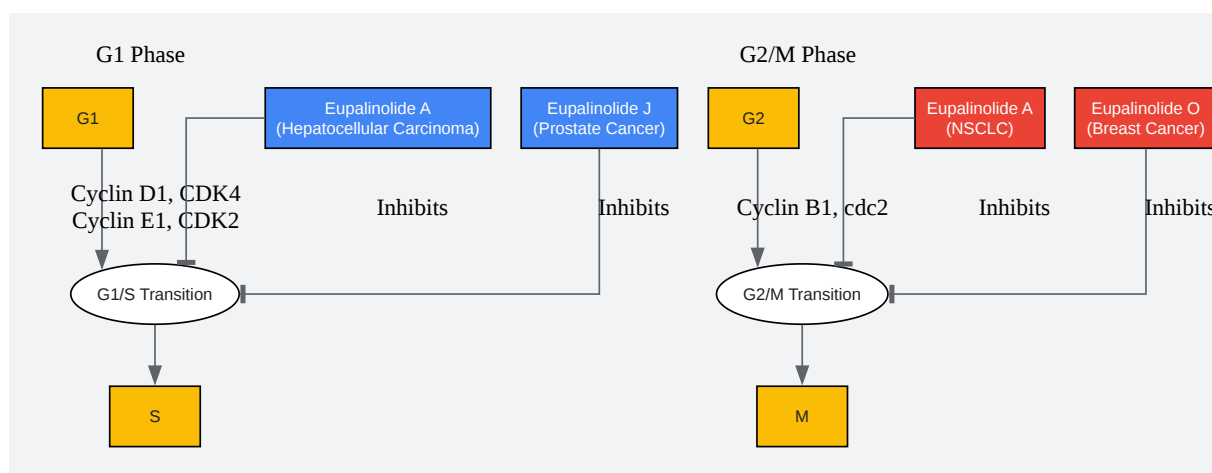 G1 Phase
G2/M Phase
G1
Eupalinolide A
(Hepatocellular Carcinoma)
Eupalinolide J
(Prostate Cancer)
G2
Eupalinolide A
(NSCLC)
Eupalinolide O
(Breast Cancer)
Cyclin D1, CDK4
Cyclin E1, CDK2
Inhibits
Inhibits
Cyclin B1, cdc2
Inhibits
Inhibits
G1/S Transition
G2/M Transition
S
M